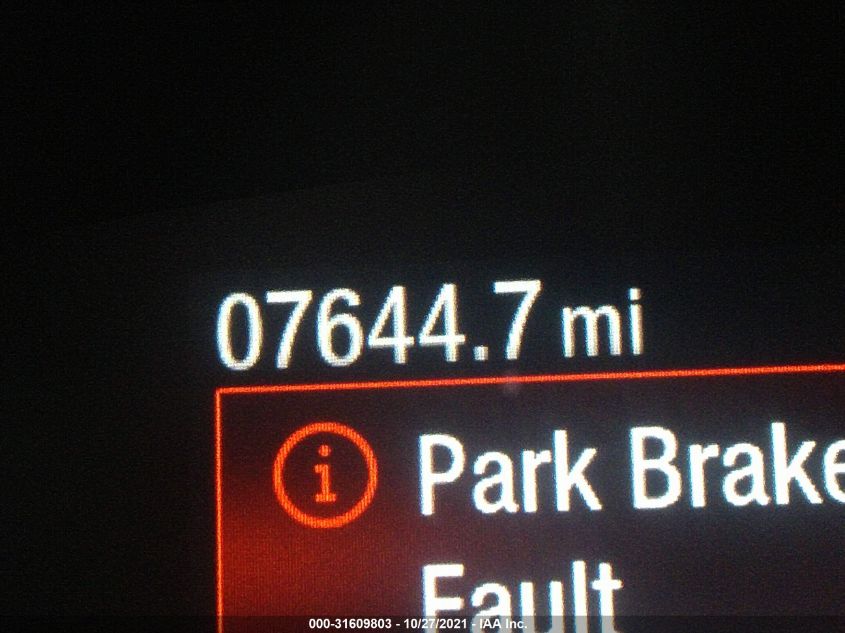 07644.7 mi
i Park Brake
Fault
000-31609803 - 10/27/2021 - IAA Inc.